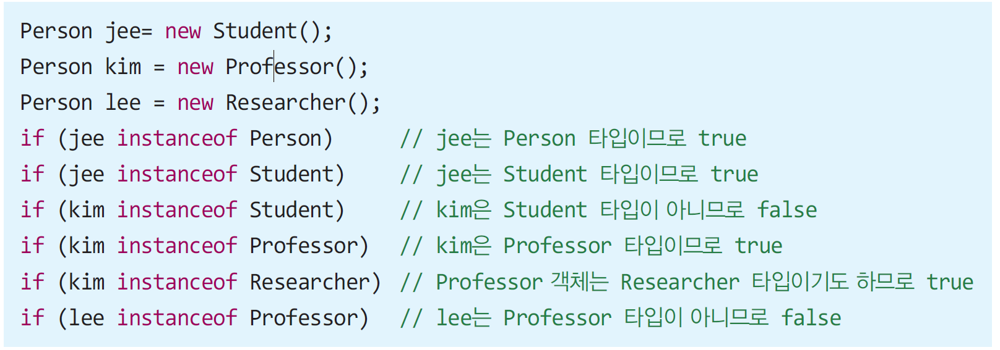 Person jee= new Student();
Person kim = new Professor();
Person lee = new Researcher();
if (jee instanceof Person) // jee는 Person 타입이므로 true
if (jee instanceof Student) // jee는 Student 타입이므로 true
if (kim instanceof Student) // kim은 Student 타입이 아니므로 false
if (kim instanceof Professor) // kim은 Professor 타입이므로 true
if (kim instanceof Researcher) // Professor 객체는 Researcher 타입이기도 하므로 true
if (lee instanceof Professor) // lee는 Professor 타입이 아니므로 false